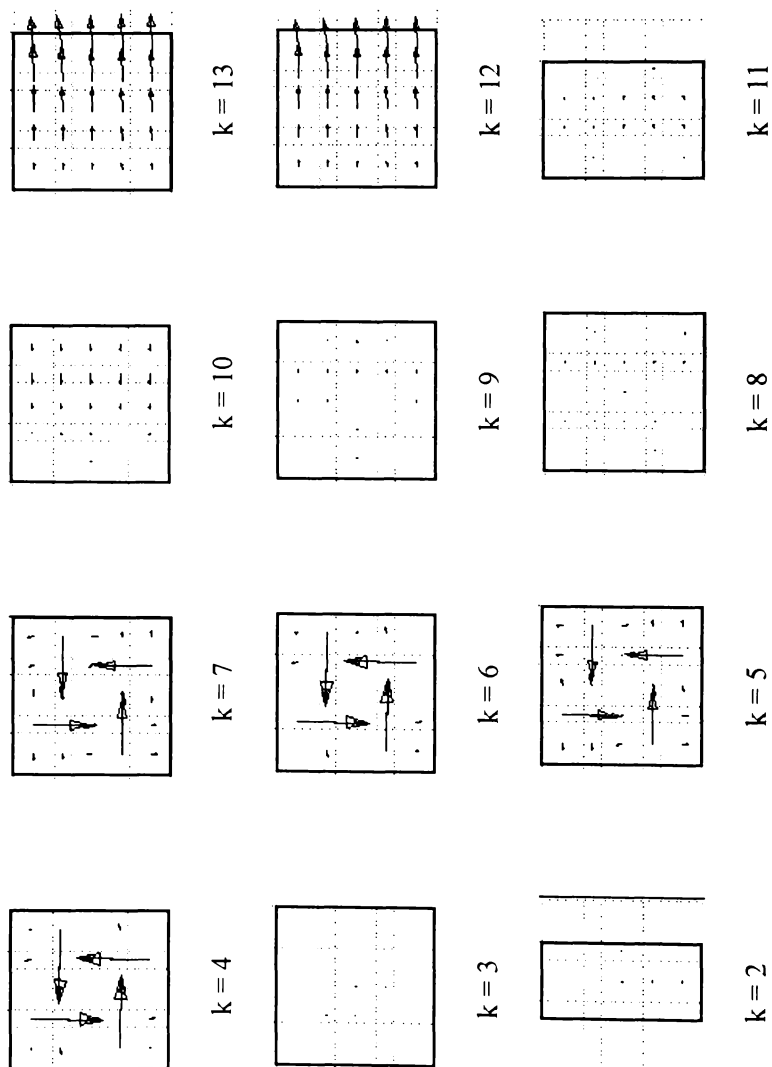 k = 4
k = 7
k = 10
k = 13
k = 3
k = 6
k = 9
k = 12
k = 2
k = 5
k = 8
k = 11